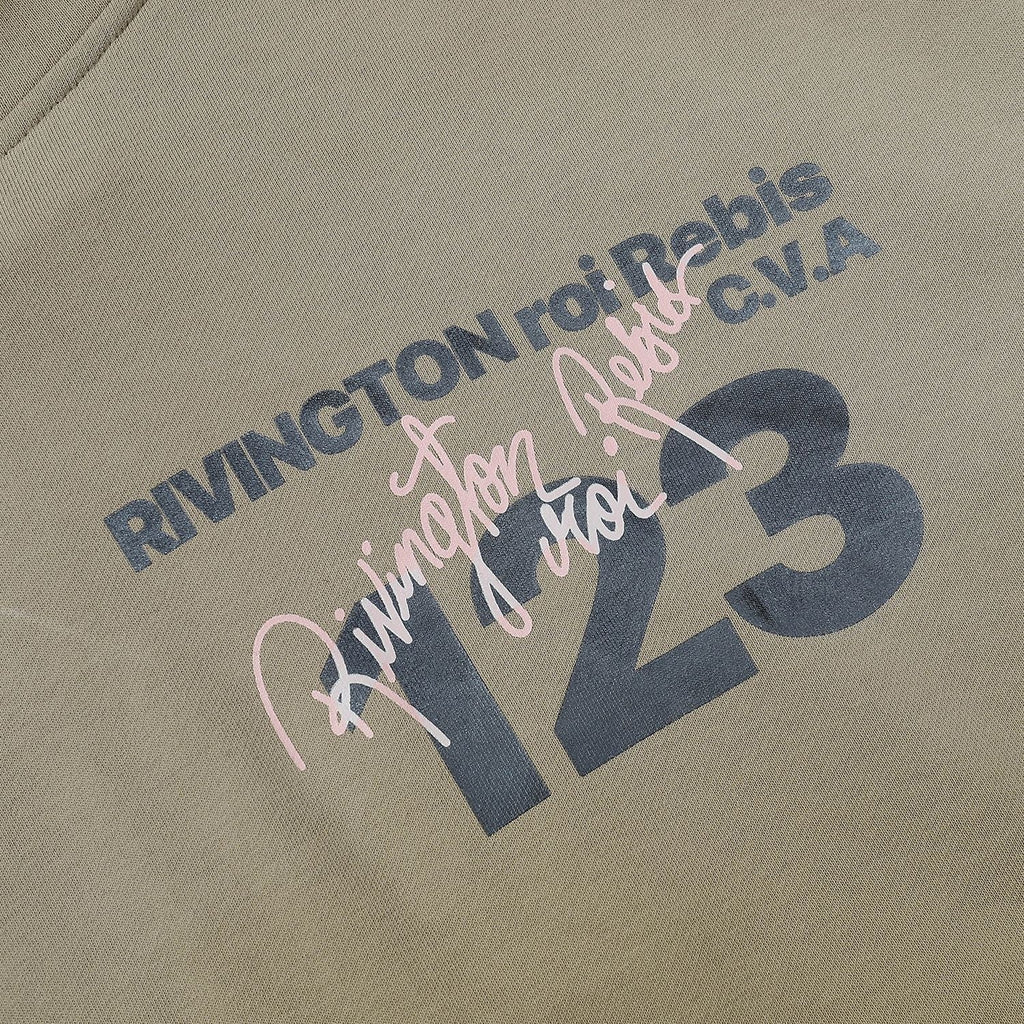 RIVINGTON roi Rebis
C.V.A
123
Rivington
roi. Rebis